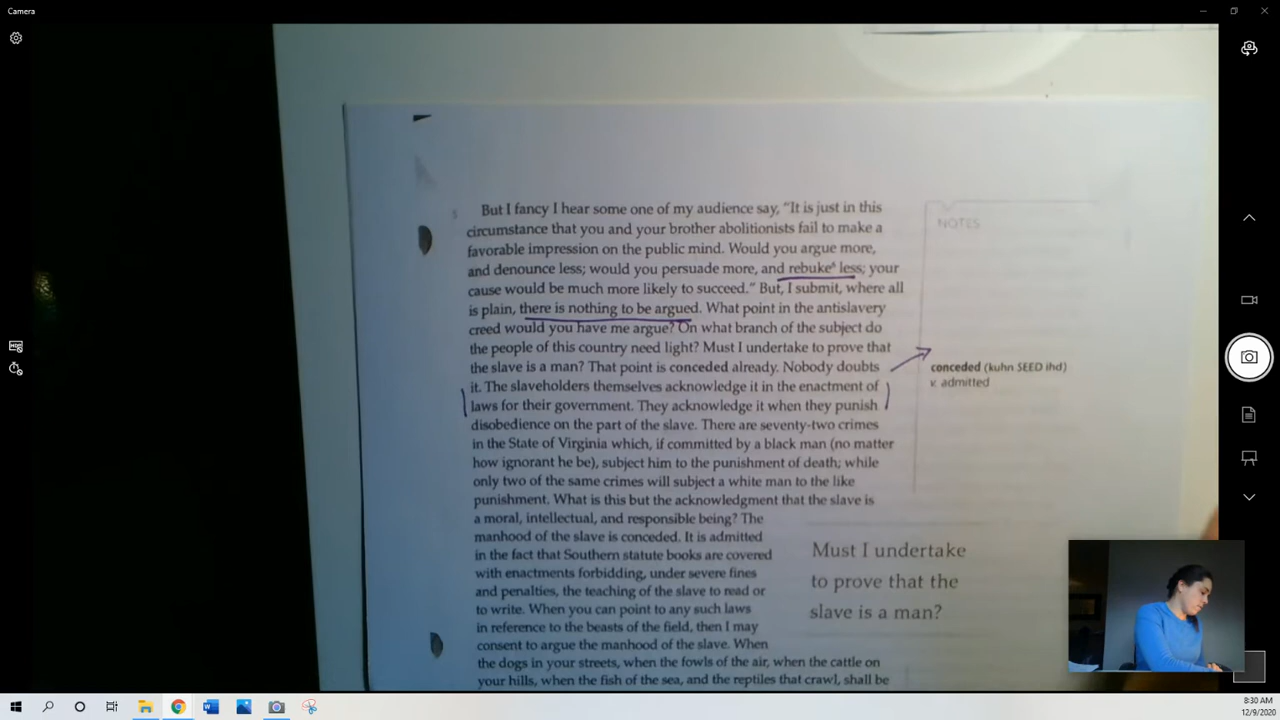 Camera
But I fancy I hear some one of my audience say, "It is just in this
circumstance that you and your brother abolitionists fail to make a
favorable impression on the public mind. Would you argue more,
and denounce less; would you persuade more, and rebuke⁶ less; your
cause would be much more likely to succeed." But, I submit, where all
is plain, there is nothing to be argued. What point in the antislavery
creed would you have me argue? On what branch of the subject do
the people of this country need light? Must I undertake to prove that
the slave is a man? That point is conceded already. Nobody doubts
it. The slaveholders themselves acknowledge it in the enactment of
laws for their government. They acknowledge it when they punish
disobedience on the part of the slave. There are seventy-two crimes
in the State of Virginia which, if committed by a black man (no matter
how ignorant he be), subject him to the punishment of death; while
only two of the same crimes will subject a white man to the like
punishment. What is this but the acknowledgment that the slave is
a moral, intellectual, and responsible being? The
manhood of the slave is conceded. It is admitted
in the fact that Southern statute books are covered
with enactments forbidding, under severe fines
and penalties, the teaching of the slave to read or
to write. When you can point to any such laws
in reference to the beasts of the field, then I may
consent to argue the manhood of the slave. When
the dogs in your streets, when the fowls of the air, when the cattle on
your hills, when the fish of the sea, and the reptiles that crawl, shall be
NOTES
conceded (kuhn SEED ihd)
v. admitted
Must I undertake
to prove that the
slave is a man?
8:30 AM
12/9/2020